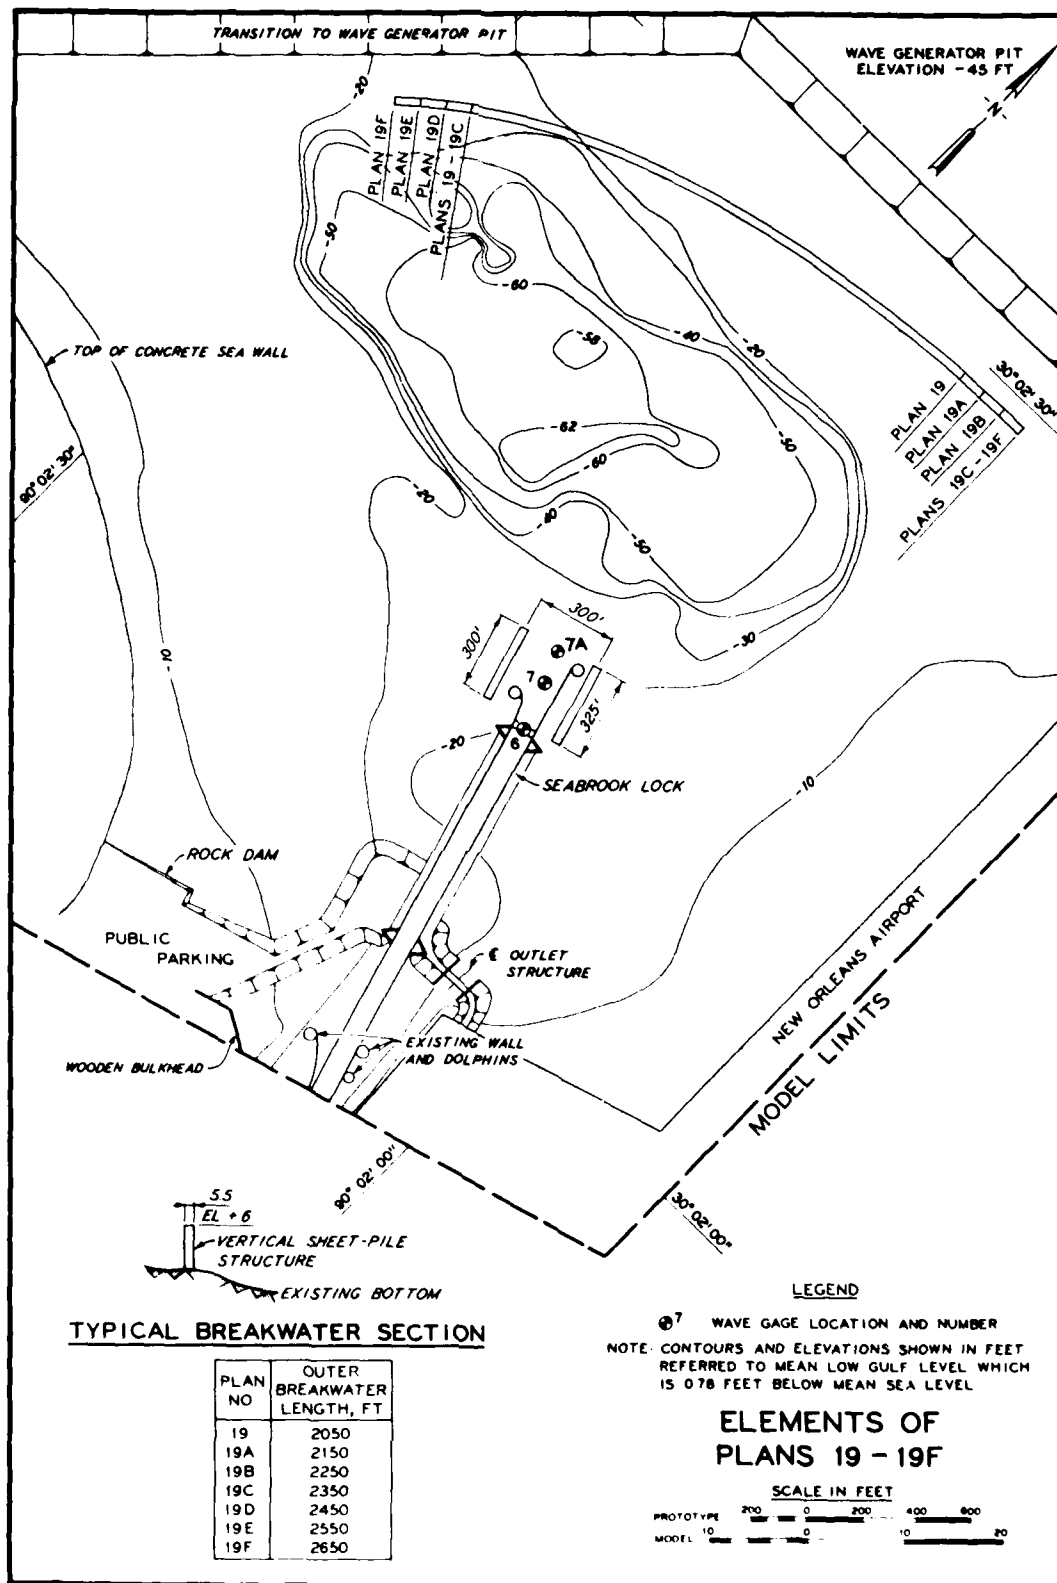 TRANSITION TO WAVE GENERATOR PIT
WAVE GENERATOR PIT
ELEVATION -45 FT
N
-20
PLAN 19F
PLAN 19E
PLAN 19D
PLANS 19 - 19C
-50
-60
-58
-40
-20
TOP OF CONCRETE SEA WALL
30° 02' 30"
PLAN 19
PLAN 19A
PLAN 19B
PLANS 19C - 19F
90° 02' 30"
-62
-60
-50
-20
-40
-50
-30
300'
300'
7A
7
325'
-10
-20
6
SEABROOK LOCK
-10
ROCK DAM
PUBLIC
PARKING
℄ OUTLET
STRUCTURE
NEW ORLEANS AIRPORT
MODEL LIMITS
EXISTING WALL
AND DOLPHINS
WOODEN BULKHEAD
90° 02' 00"
30° 02' 00"
5.5
EL + 6
VERTICAL SHEET-PILE
STRUCTURE
EXISTING BOTTOM
TYPICAL BREAKWATER SECTION
PLAN NO
OUTER BREAKWATER LENGTH, FT
19 2050
19A 2150
19B 2250
19C 2350
19D 2450
19E 2550
19F 2650
LEGEND
7 WAVE GAGE LOCATION AND NUMBER
NOTE: CONTOURS AND ELEVATIONS SHOWN IN FEET
REFERRED TO MEAN LOW GULF LEVEL WHICH
IS 0.78 FEET BELOW MEAN SEA LEVEL
ELEMENTS OF
PLANS 19 - 19F
SCALE IN FEET
PROTOTYPE 200 0 200 400 600
MODEL 10 0 10 20